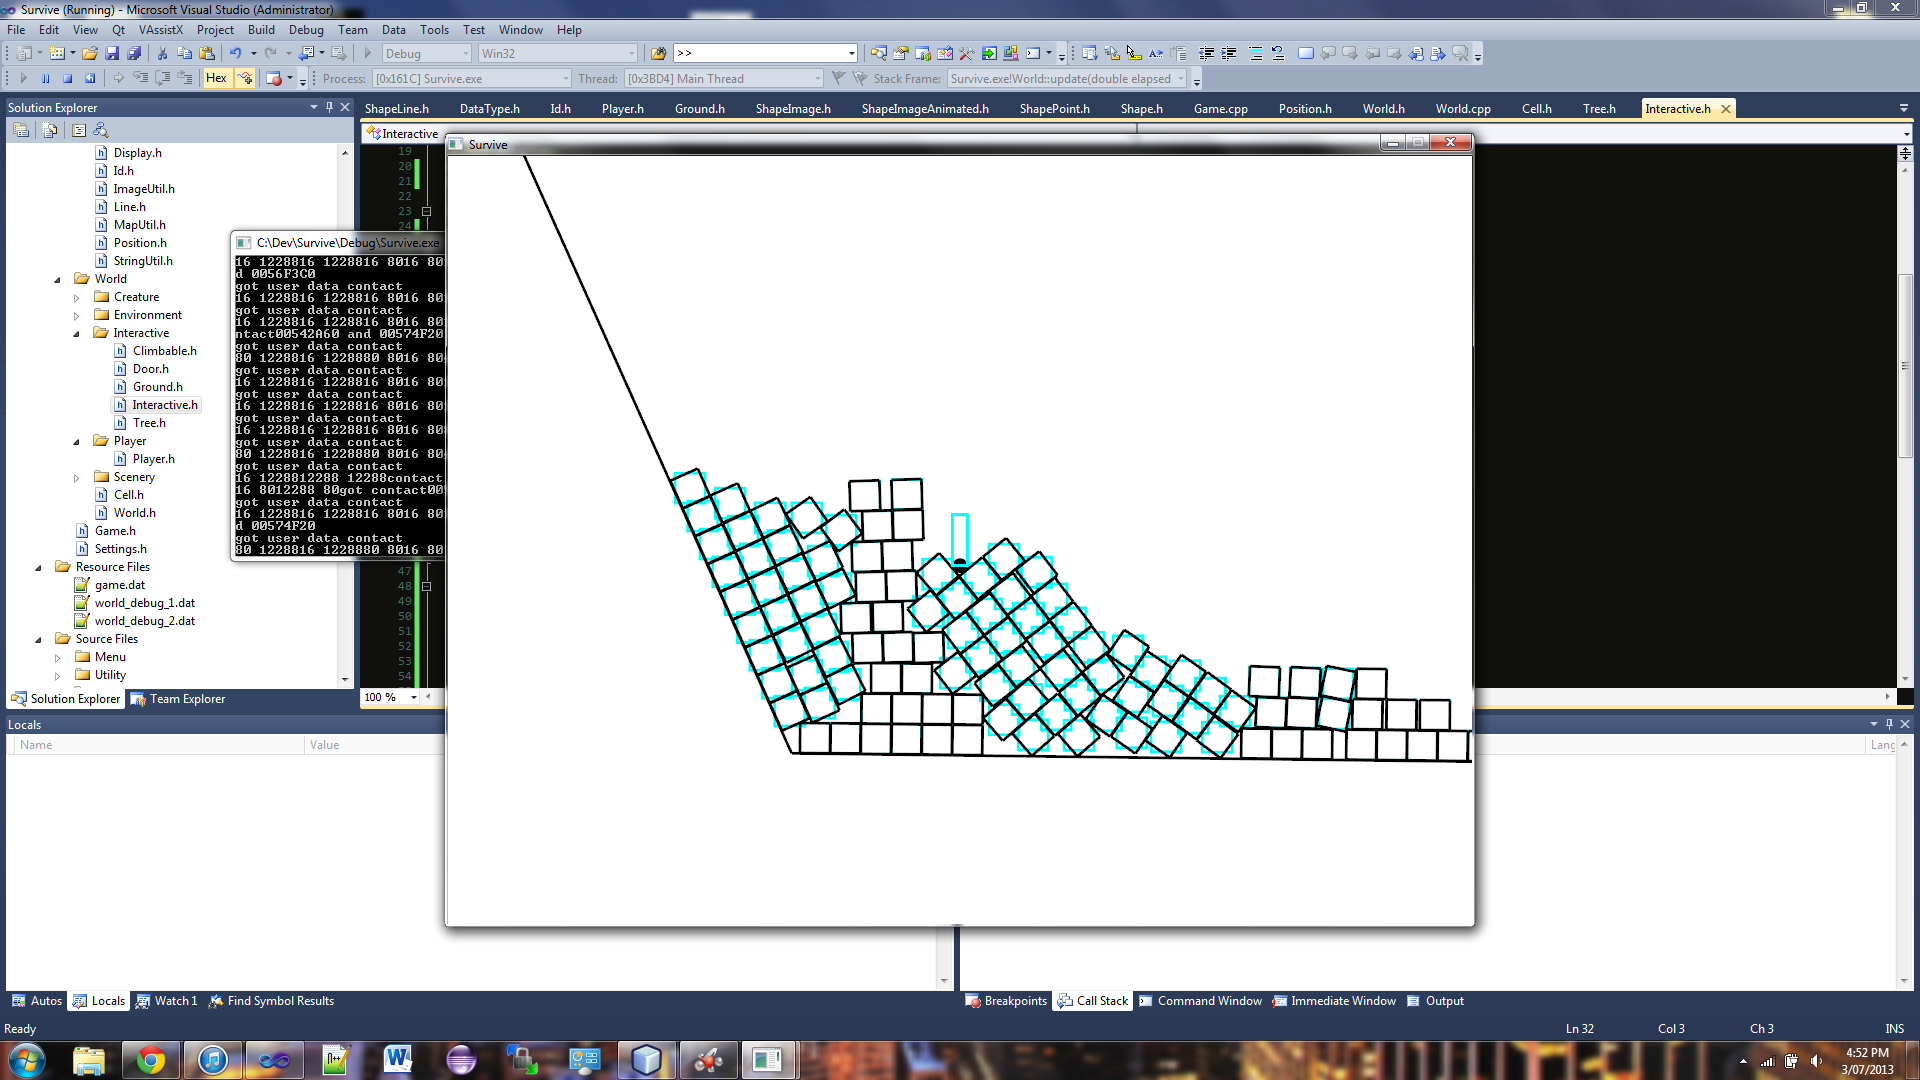 Survive (Running) - Microsoft Visual Studio (Administrator)
File Edit View Qt VAssistX Project Build Debug Team Data Tools Test Window Help
Debug Win32 >>
Hex Process: [0x161C] Survive.exe Thread: [0x3BD4] Main Thread Stack Frame: Survive.exe!World::update(double elapsed
Solution Explorer
ShapeLine.h DataType.h Id.h Player.h Ground.h ShapeImage.h ShapeImageAnimated.h ShapePoint.h Shape.h Game.cpp Position.h World.h World.cpp Cell.h Tree.h Interactive.h
Interactive
Survive
19
20
21
22
23
24
47
48
49
50
51
52
53
54
100 %
Display.h
Id.h
ImageUtil.h
Line.h
MapUtil.h
Position.h
StringUtil.h
World
Creature
Environment
Interactive
Climbable.h
Door.h
Ground.h
Interactive.h
Tree.h
Player
Player.h
Scenery
Cell.h
World.h
Game.h
Settings.h
Resource Files
game.dat
world_debug_1.dat
world_debug_2.dat
Source Files
Menu
Utility
C:\Dev\Survive\Debug\Survive.exe
16 1228816 1228816 8016 80
d 0056F3C0
got user data contact
16 1228816 1228816 8016 80
got user data contact
16 1228816 1228816 8016 80
ntact00542A60 and 00574F20
got user data contact
80 1228816 1228880 8016 80
got user data contact
16 1228816 1228816 8016 80
got user data contact
16 1228816 1228816 8016 80
got user data contact
16 1228816 1228816 8016 80
got user data contact
80 1228816 1228880 8016 80
got user data contact
16 1228812288 12288contact
16 8012288 80got contact00
got user data contact
16 1228816 1228816 8016 80
d 00574F20
got user data contact
80 1228816 1228880 8016 80
Solution Explorer Team Explorer
Locals
Name Value Lang
Autos Locals Watch 1 Find Symbol Results
Breakpoints Call Stack Command Window Immediate Window Output
Ready Ln 32 Col 3 Ch 3 INS
4:52 PM
3/07/2013